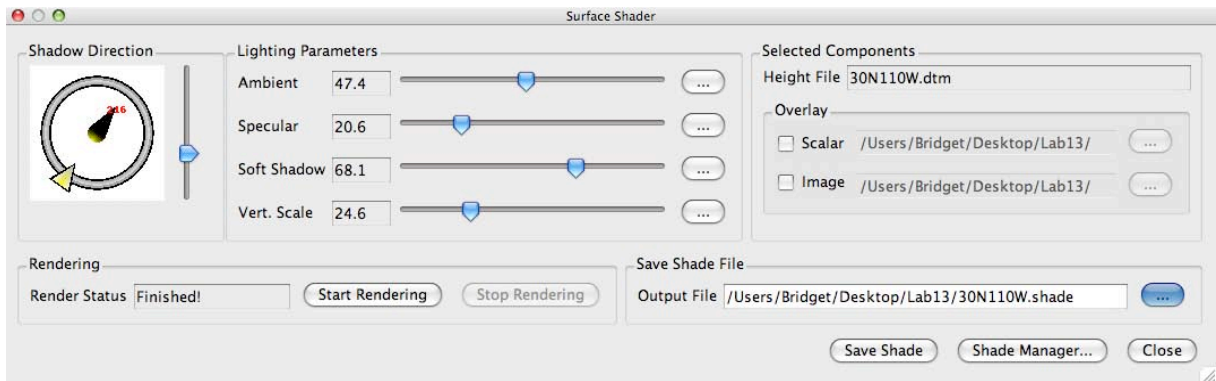 Surface Shader
Shadow Direction
216
Lighting Parameters
Ambient 47.4 ...
Specular 20.6 ...
Soft Shadow 68.1 ...
Vert. Scale 24.6 ...
Selected Components
Height File 30N110W.dtm
Overlay
Scalar /Users/Bridget/Desktop/Lab13/ ...
Image /Users/Bridget/Desktop/Lab13/ ...
Rendering
Render Status Finished! Start Rendering Stop Rendering
Save Shade File
Output File /Users/Bridget/Desktop/Lab13/30N110W.shade ...
Save Shade Shade Manager... Close